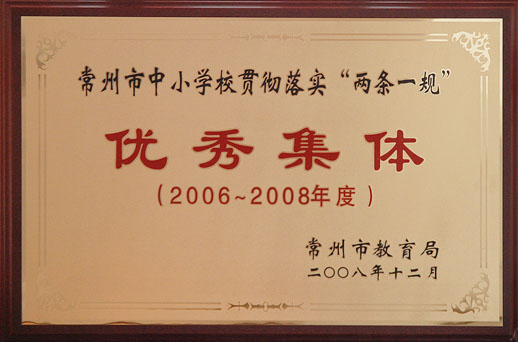 常州市中小学校贯彻落实“两条一规”
优秀集体
(2006~2008年度)
常州市教育局
二〇〇八年十二月